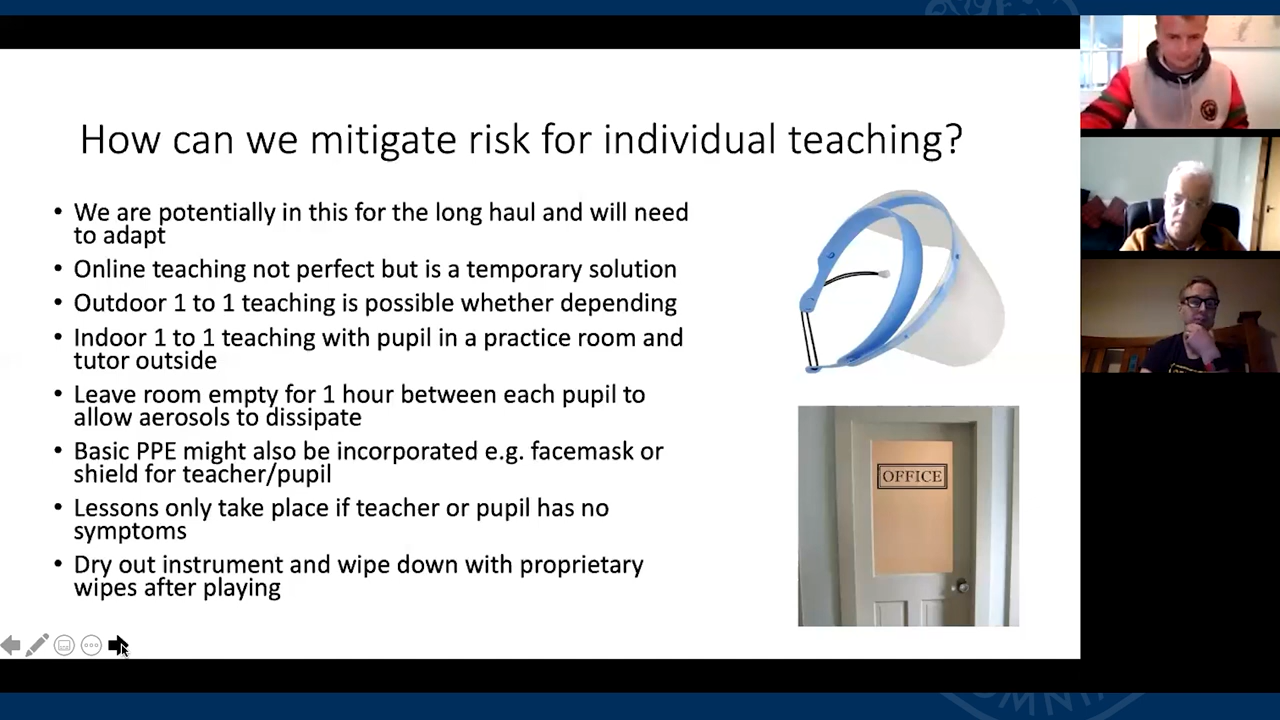 How can we mitigate risk for individual teaching?
• We are potentially in this for the long haul and will need
to adapt
• Online teaching not perfect but is a temporary solution
• Outdoor 1 to 1 teaching is possible whether depending
• Indoor 1 to 1 teaching with pupil in a practice room and
tutor outside
• Leave room empty for 1 hour between each pupil to
allow aerosols to dissipate
• Basic PPE might also be incorporated e.g. facemask or
shield for teacher/pupil
• Lessons only take place if teacher or pupil has no
symptoms
• Dry out instrument and wipe down with proprietary
wipes after playing
OFFICE